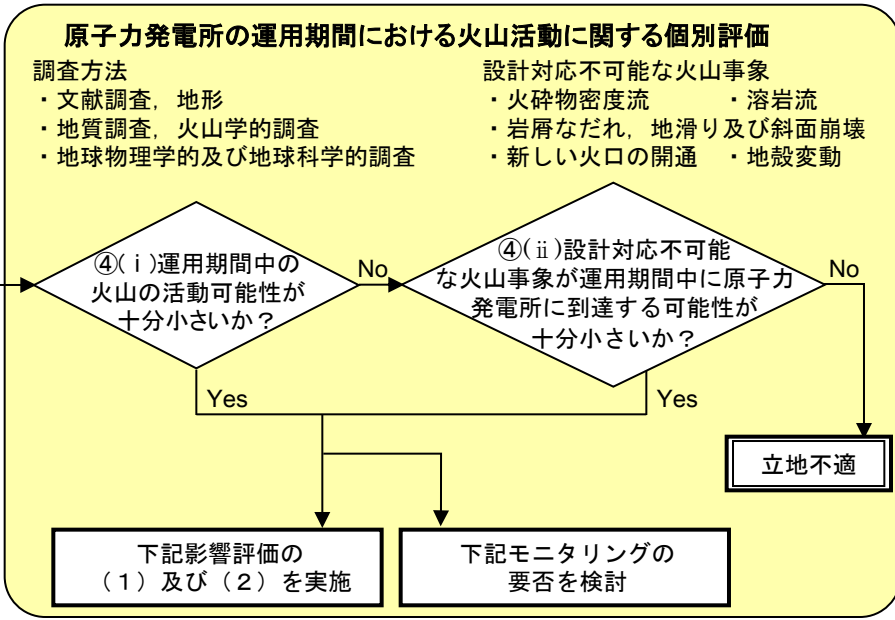 原子力発電所の運用期間における火山活動に関する個別評価
調査方法
・文献調査，地形
・地質調査，火山学的調査
・地球物理学的及び地球科学的調査
設計対応不可能な火山事象
・火砕物密度流　・溶岩流
・岩屑なだれ，地滑り及び斜面崩壊
・新しい火口の開通　・地殻変動
④(ⅰ)運用期間中の
火山の活動可能性が
十分小さいか？
No
④(ⅱ)設計対応不可能
な火山事象が運用期間中に原子力
発電所に到達する可能性が
十分小さいか？
No
Yes
Yes
立地不適
下記影響評価の
（１）及び（２）を実施
下記モニタリングの
要否を検討